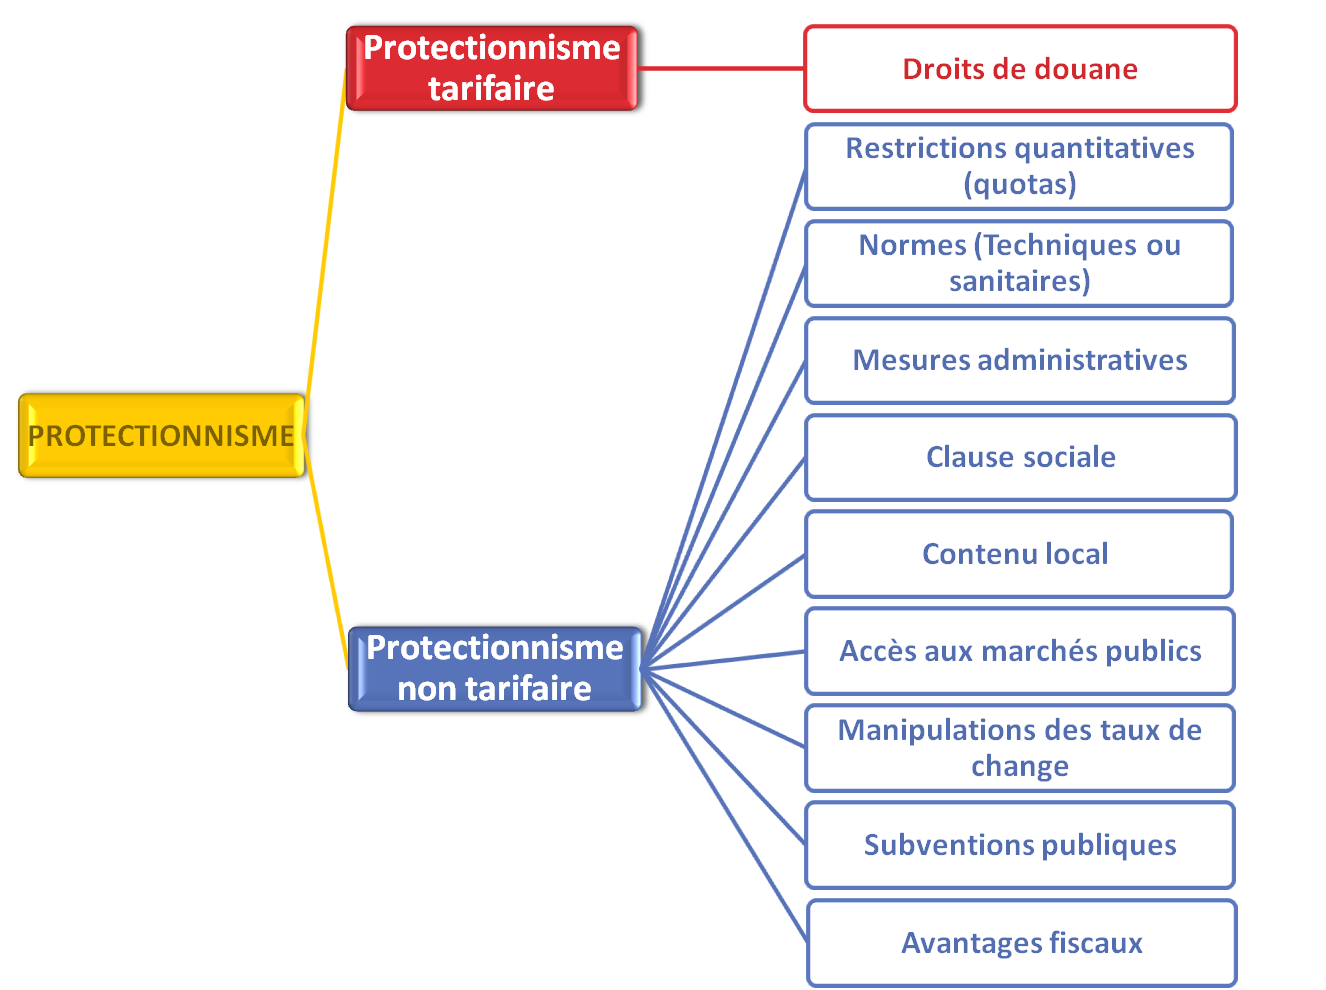 Protectionnisme
tarifaire
Droits de douane
Restrictions quantitatives
(quotas)
Normes (Techniques ou
sanitaires)
Mesures administratives
Clause sociale
PROTECTIONNISME
Contenu local
Protectionnisme
non tarifaire
Accès aux marchés publics
Manipulations des taux de
change
Subventions publiques
Avantages fiscaux